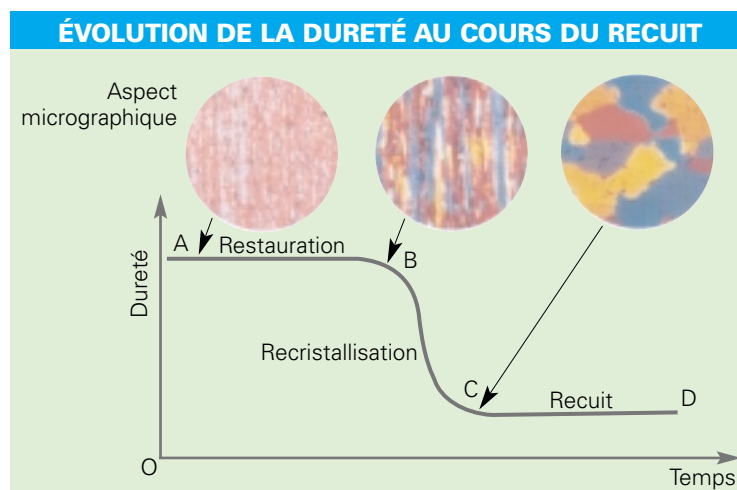 ÉVOLUTION DE LA DURETÉ AU COURS DU RECUIT
Aspect
micrographique
A
Restauration
B
Dureté
Recristallisation
C
Recuit
D
O
Temps